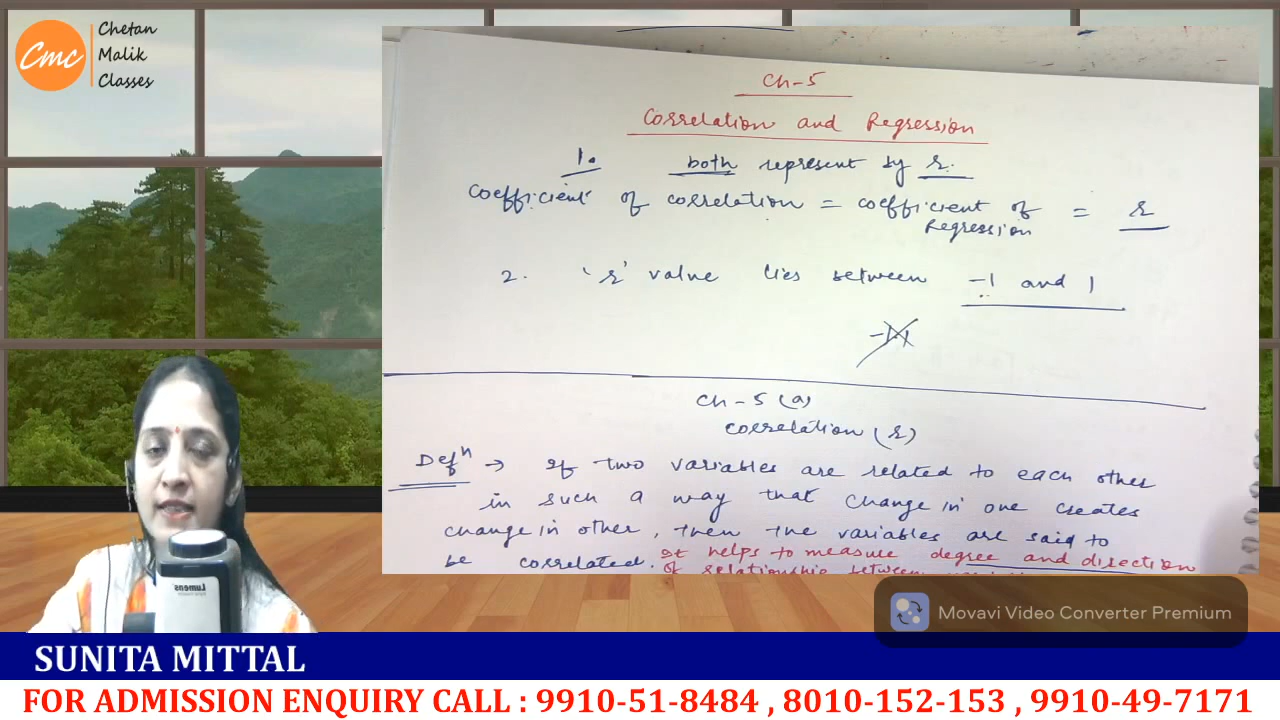 Cmc
Chetan
Malik
Classes
Ch-5
Correlation and Regression
1. both represent by r.
Coefficient of correlation = coefficient of Regression = r
2. 'r' value lies between -1 and 1
Ch-5(a)
Correlation (r)
Defn → If two variables are related to each other
in such a way that change in one creates
change in other, then the variables are said to
be correlated. It helps to measure degree and direction
of relationship between
Lumens
Movavi Video Converter Premium
SUNITA MITTAL
FOR ADMISSION ENQUIRY CALL : 9910-51-8484 , 8010-152-153 , 9910-49-7171